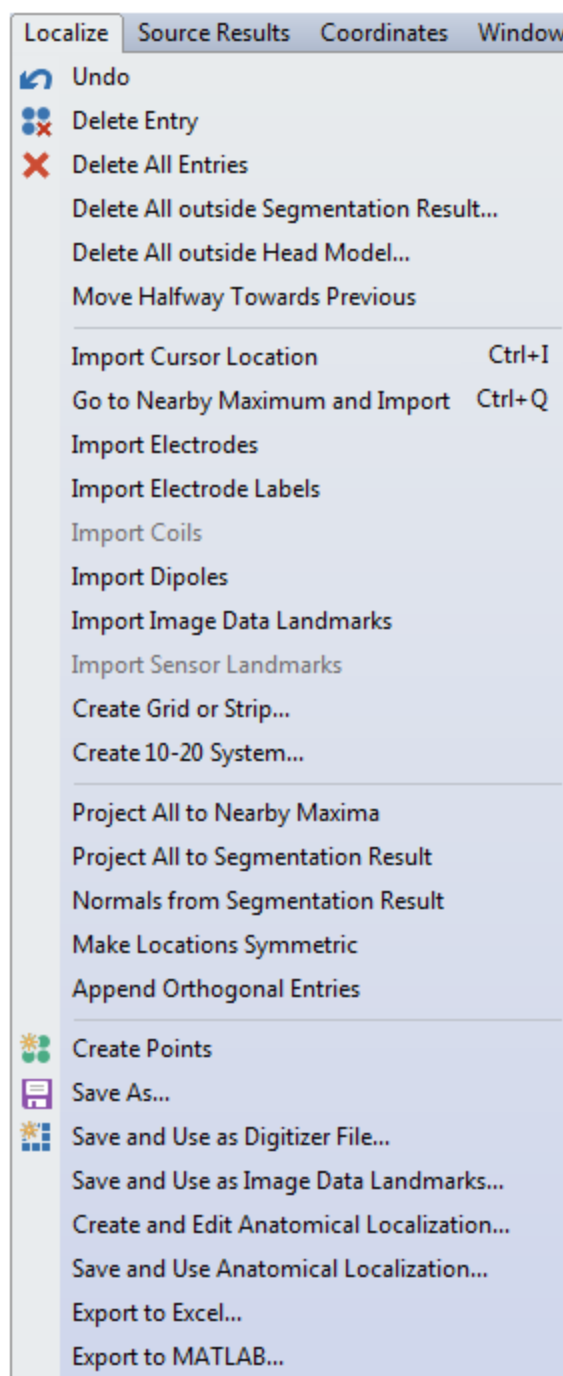 Localize Source Results Coordinates Window
Undo
Delete Entry
Delete All Entries
Delete All outside Segmentation Result...
Delete All outside Head Model...
Move Halfway Towards Previous
Import Cursor Location Ctrl+I
Go to Nearby Maximum and Import Ctrl+Q
Import Electrodes
Import Electrode Labels
Import Coils
Import Dipoles
Import Image Data Landmarks
Import Sensor Landmarks
Create Grid or Strip...
Create 10-20 System...
Project All to Nearby Maxima
Project All to Segmentation Result
Normals from Segmentation Result
Make Locations Symmetric
Append Orthogonal Entries
Create Points
Save As...
Save and Use as Digitizer File...
Save and Use as Image Data Landmarks...
Create and Edit Anatomical Localization...
Save and Use Anatomical Localization...
Export to Excel...
Export to MATLAB...